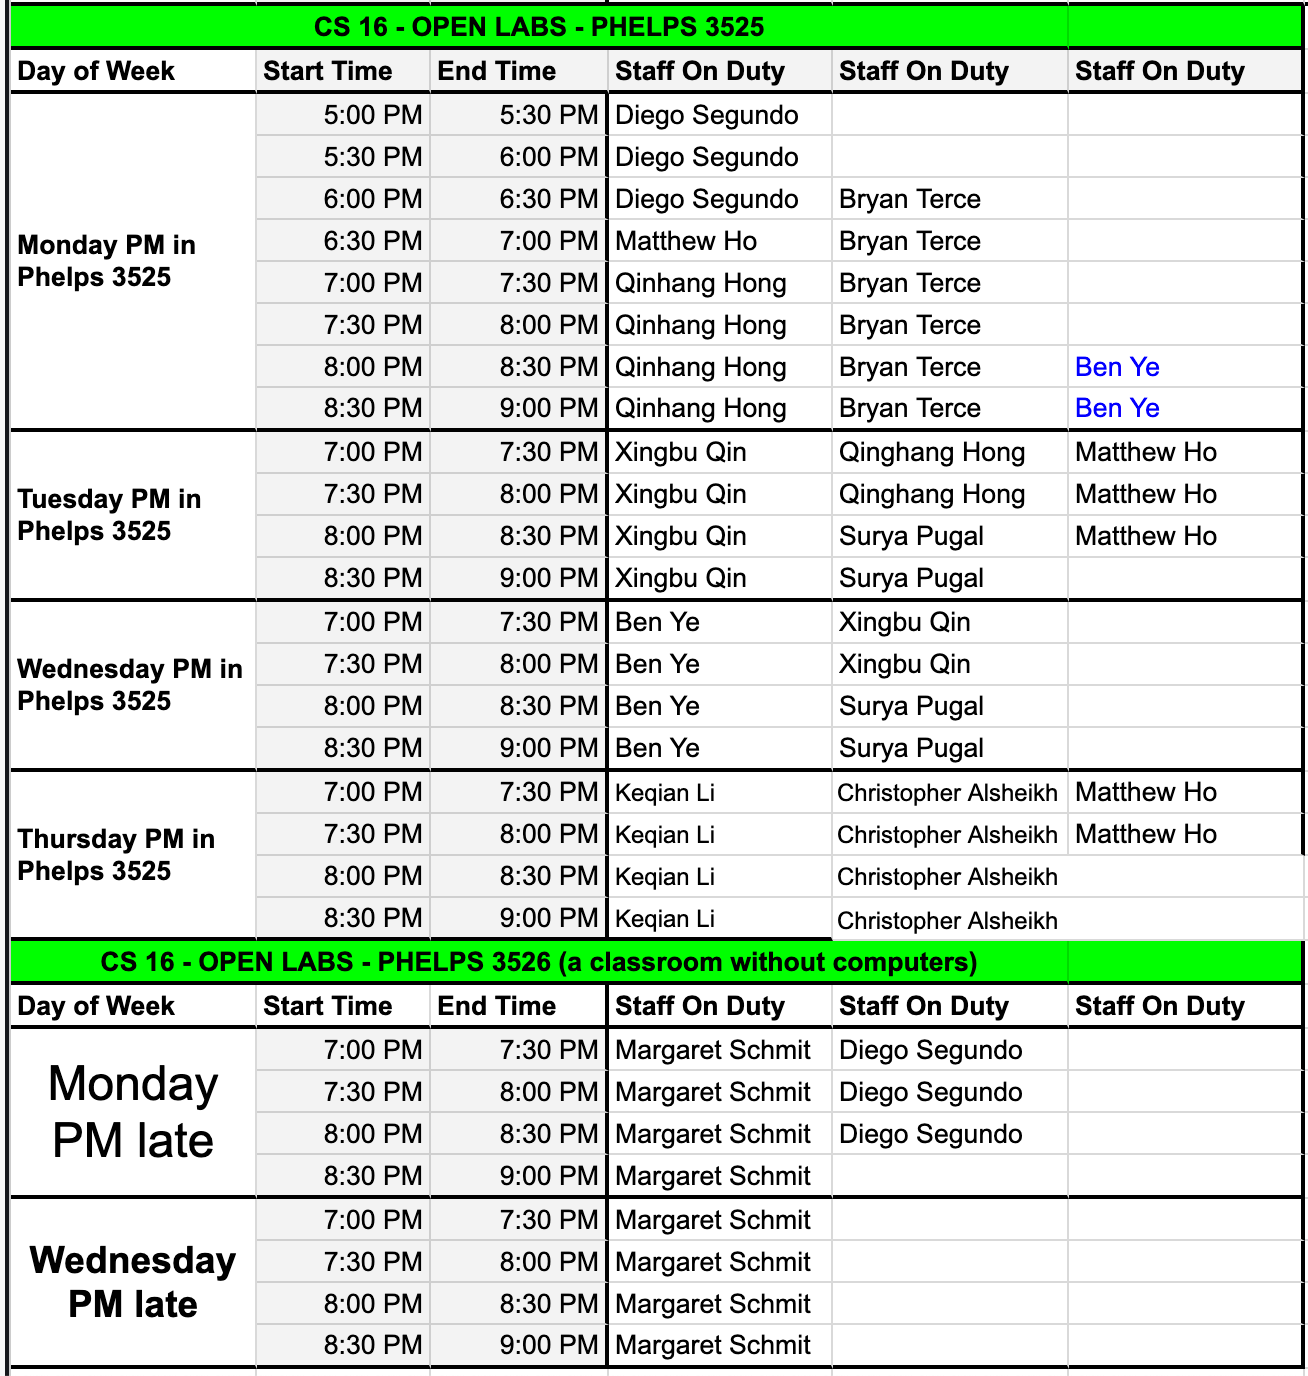 CS 16 - OPEN LABS - PHELPS 3525
Day of Week Start Time End Time Staff On Duty Staff On Duty Staff On Duty
Monday PM in
Phelps 3525
5:00 PM 5:30 PM Diego Segundo
5:30 PM 6:00 PM Diego Segundo
6:00 PM 6:30 PM Diego Segundo Bryan Terce
6:30 PM 7:00 PM Matthew Ho Bryan Terce
7:00 PM 7:30 PM Qinhang Hong Bryan Terce
7:30 PM 8:00 PM Qinhang Hong Bryan Terce
8:00 PM 8:30 PM Qinhang Hong Bryan Terce Ben Ye
8:30 PM 9:00 PM Qinhang Hong Bryan Terce Ben Ye
Tuesday PM in
Phelps 3525
7:00 PM 7:30 PM Xingbu Qin Qinghang Hong Matthew Ho
7:30 PM 8:00 PM Xingbu Qin Qinghang Hong Matthew Ho
8:00 PM 8:30 PM Xingbu Qin Surya Pugal Matthew Ho
8:30 PM 9:00 PM Xingbu Qin Surya Pugal
Wednesday PM in
Phelps 3525
7:00 PM 7:30 PM Ben Ye Xingbu Qin
7:30 PM 8:00 PM Ben Ye Xingbu Qin
8:00 PM 8:30 PM Ben Ye Surya Pugal
8:30 PM 9:00 PM Ben Ye Surya Pugal
Thursday PM in
Phelps 3525
7:00 PM 7:30 PM Keqian Li Christopher Alsheikh Matthew Ho
7:30 PM 8:00 PM Keqian Li Christopher Alsheikh Matthew Ho
8:00 PM 8:30 PM Keqian Li Christopher Alsheikh
8:30 PM 9:00 PM Keqian Li Christopher Alsheikh
CS 16 - OPEN LABS - PHELPS 3526 (a classroom without computers)
Day of Week Start Time End Time Staff On Duty Staff On Duty Staff On Duty
Monday
PM late
7:00 PM 7:30 PM Margaret Schmit Diego Segundo
7:30 PM 8:00 PM Margaret Schmit Diego Segundo
8:00 PM 8:30 PM Margaret Schmit Diego Segundo
8:30 PM 9:00 PM Margaret Schmit
Wednesday
PM late
7:00 PM 7:30 PM Margaret Schmit
7:30 PM 8:00 PM Margaret Schmit
8:00 PM 8:30 PM Margaret Schmit
8:30 PM 9:00 PM Margaret Schmit